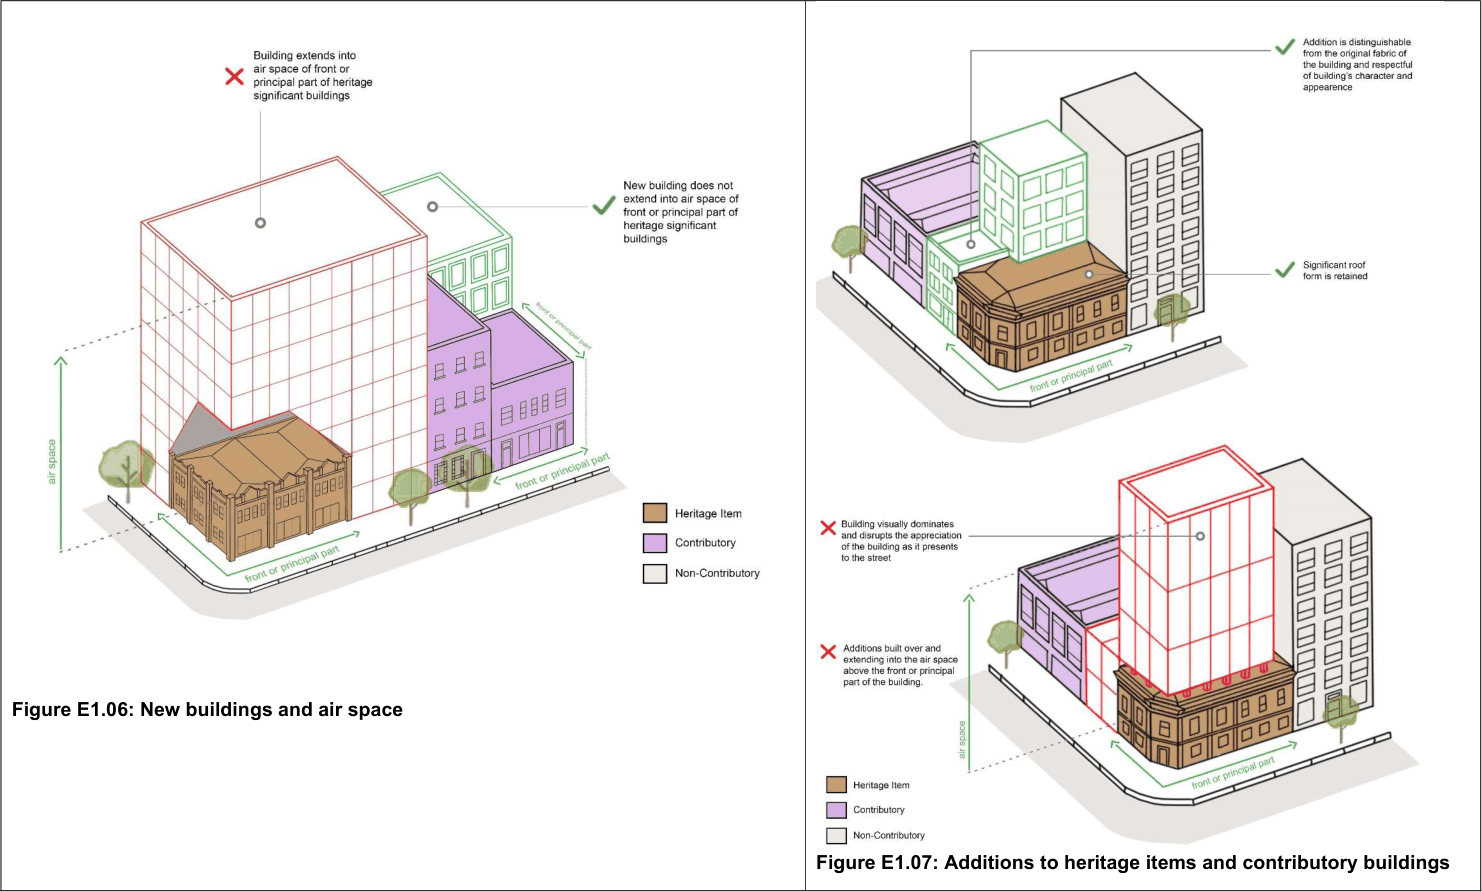 Building extends into
air space of front or
principal part of heritage
significant buildings
New building does not
extend into air space of
front or principal part of
heritage significant
buildings
front or principal part
air space
front or principal part
front or principal part
Heritage Item
Contributory
Non-Contributory
Figure E1.06: New buildings and air space
Addition is distinguishable
from the original fabric of
the building and respectful
of building's character and
appearence
Significant roof
form is retained
front or principal part
Building visually dominates
and disrupts the appreciation
of the building as it presents
to the street
Additions built over and
extending into the air space
above the front or principal
part of the building.
air space
front or principal part
Heritage Item
Contributory
Non-Contributory
Figure E1.07: Additions to heritage items and contributory buildings